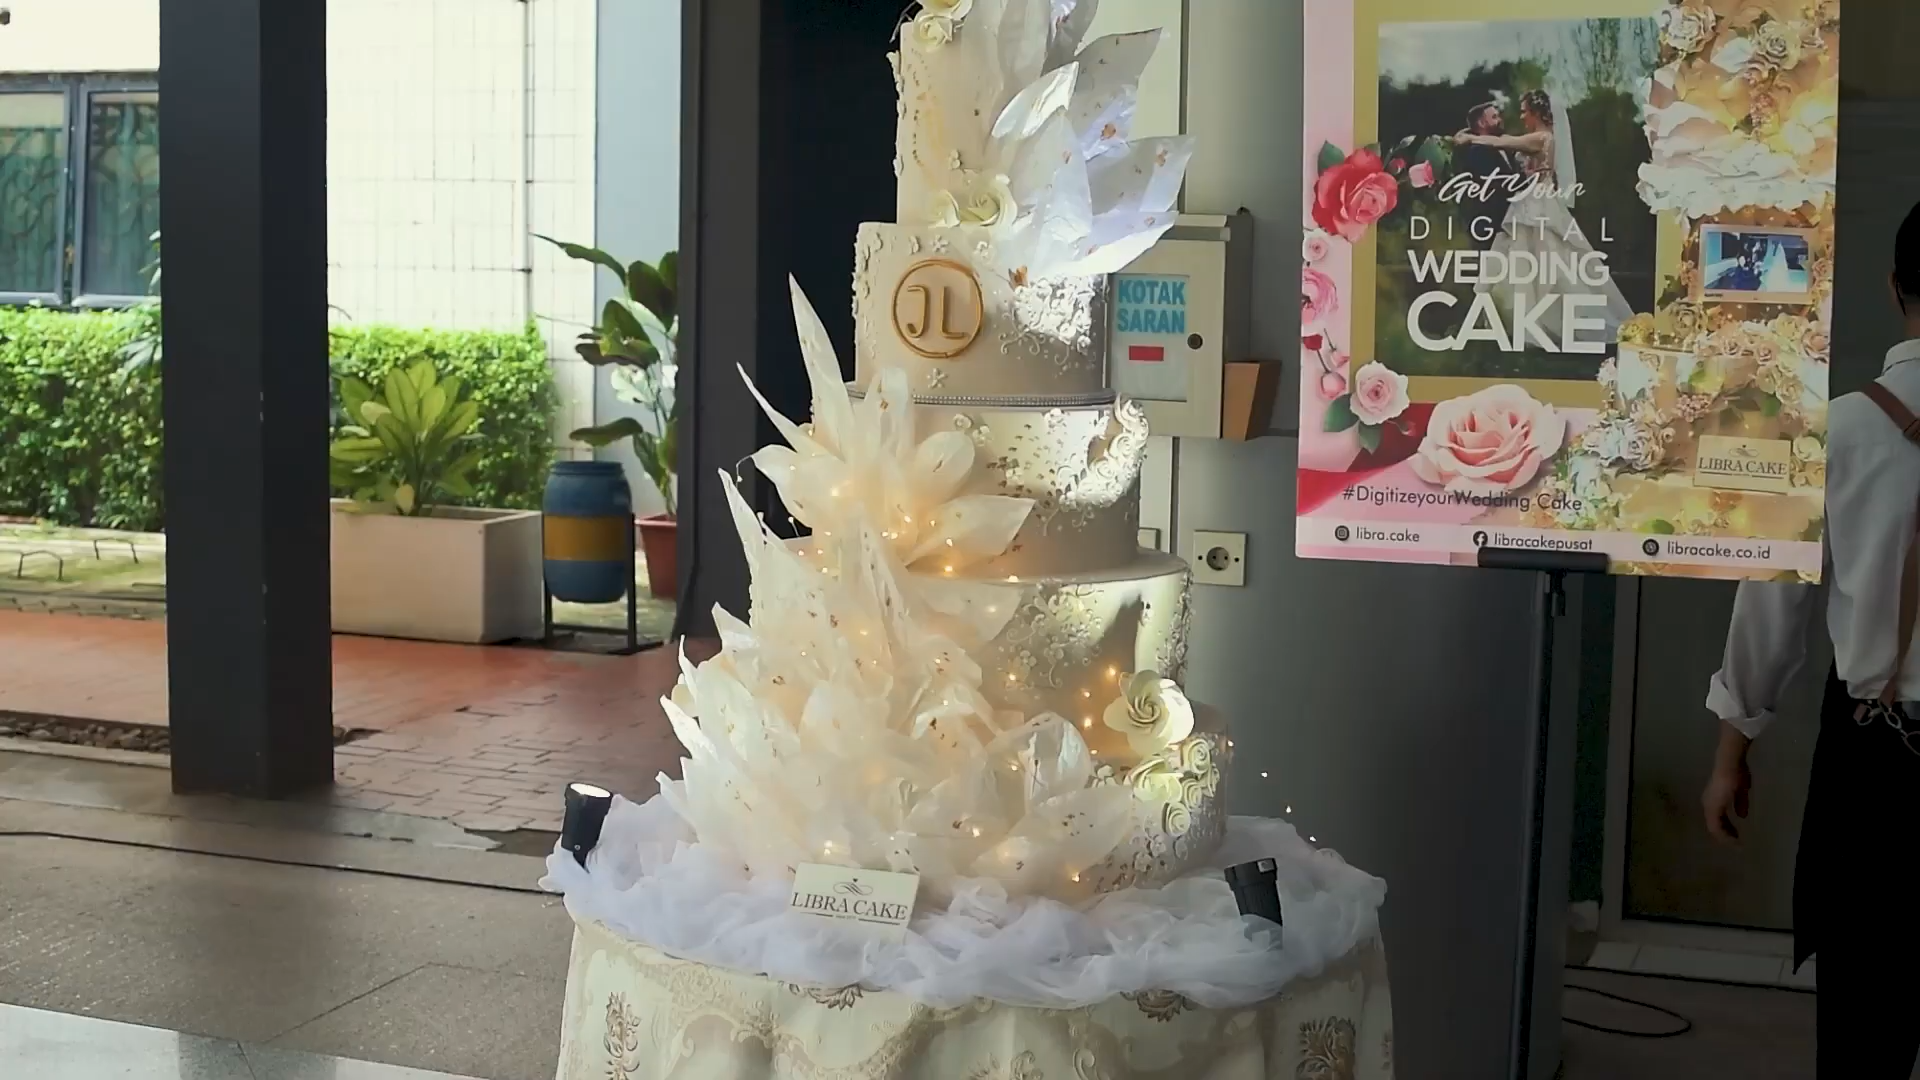 JL
KOTAK
SARAN
Get Your
DIGITAL
WEDDING
CAKE
LIBRA CAKE
#DigitizeyourWedding Cake
libra.cake
libracakepusat
libracake.co.id
LIBRA CAKE